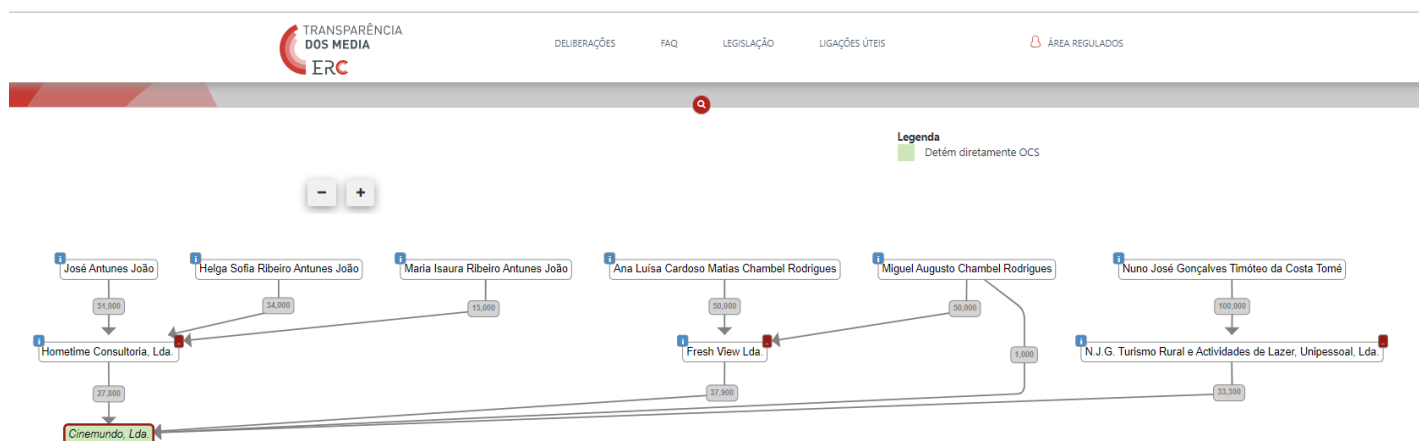 TRANSPARÊNCIA
DOS MEDIA
ERC
DELIBERAÇÕES
FAQ
LEGISLAÇÃO
LIGAÇÕES ÚTEIS
ÁREA REGULADOS
Legenda
Detém diretamente OCS
− +
José Antunes João
Helga Sofia Ribeiro Antunes João
Maria Isaura Ribeiro Antunes João
Ana Luísa Cardoso Matias Chambel Rodrigues
Miguel Augusto Chambel Rodrigues
Nuno José Gonçalves Timóteo da Costa Tomé
51,000
34,000
15,000
50,000
50,000
100,000
Hometime Consultoria, Lda.
Fresh View Lda.
1,000
N.J.G. Turismo Rural e Actividades de Lazer, Unipessoal, Lda.
27,800
37,900
33,300
Cinemundo, Lda.